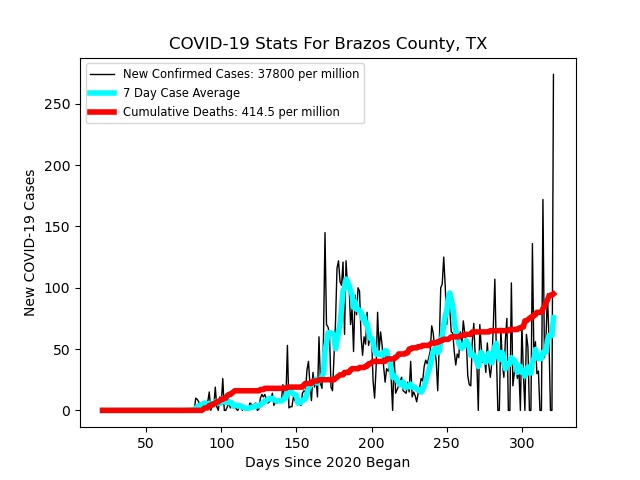 COVID-19 Stats For Brazos County, TX
New Confirmed Cases: 37800 per million
7 Day Case Average
Cumulative Deaths: 414.5 per million
New COVID-19 Cases
250
200
150
100
50
0
50 100 150 200 250 300
Days Since 2020 Began